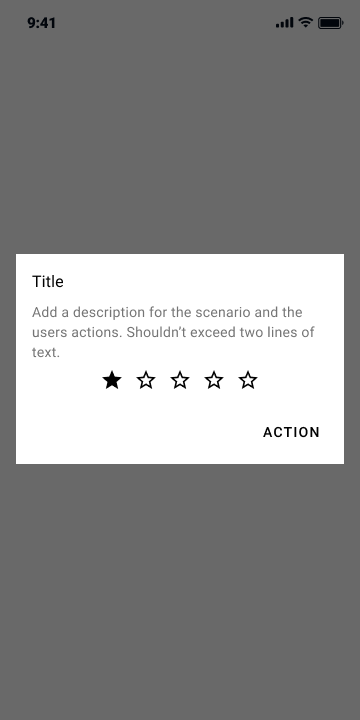 9:41
Title
Add a description for the scenario and the
users actions. Shouldn’t exceed two lines of
text.
ACTION